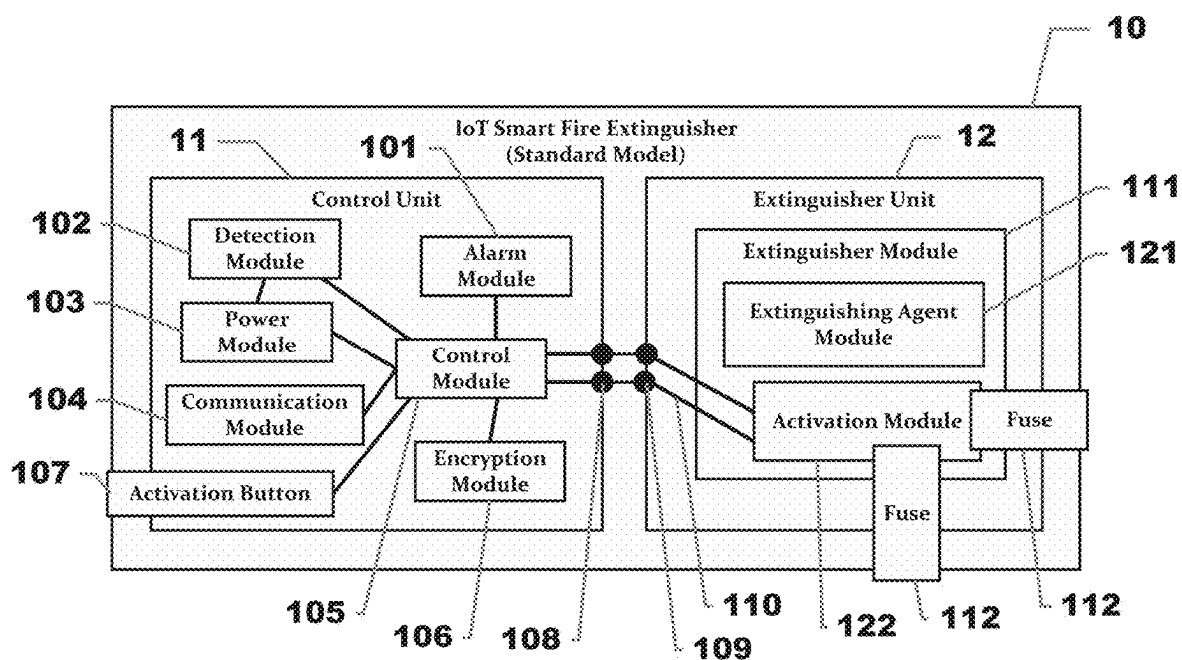 10
IoT Smart Fire Extinguisher
(Standard Model)
11
101
12
Control Unit
Extinguisher Unit
111
102
Detection
Module
Alarm
Module
Extinguisher Module
121
103
Power
Module
Extinguishing Agent
Module
Control
Module
104
Communication
Module
Activation Module
Fuse
107
Activation Button
Encryption
Module
Fuse
105
106
108
109
110
122
112
112